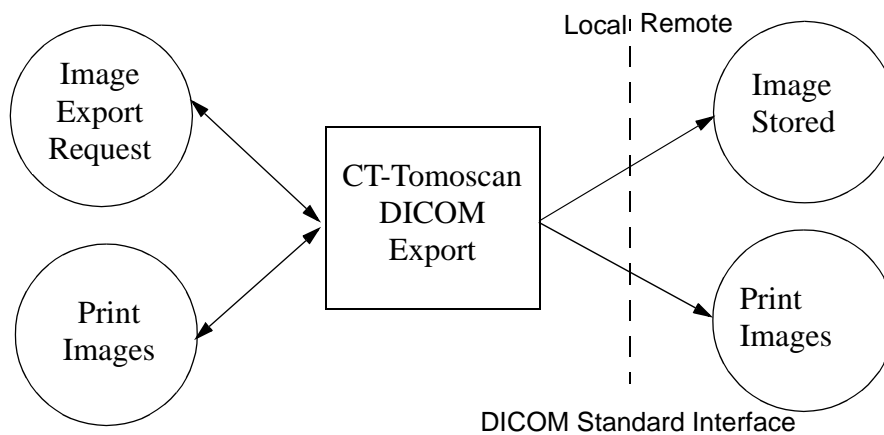 Local
Remote
Image
Export
Request
CT-Tomoscan
DICOM
Export
Image
Stored
Print
Images
Print
Images
DICOM Standard Interface